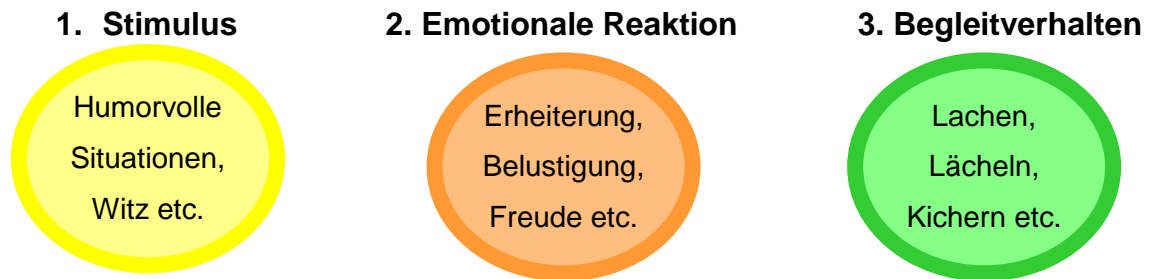 1. Stimulus
2. Emotionale Reaktion
3. Begleitverhalten
Humorvolle
Situationen,
Witz etc.
Erheiterung,
Belustigung,
Freude etc.
Lachen,
Lächeln,
Kichern etc.